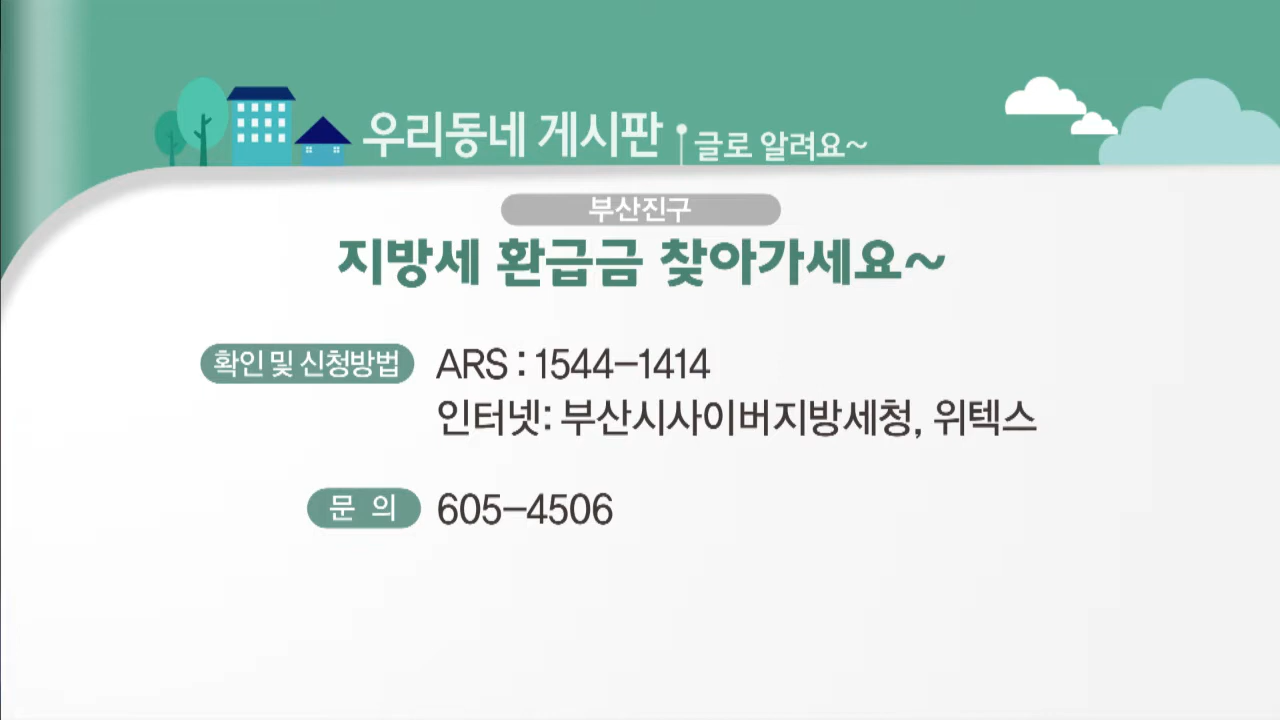 우리동네 게시판 글로 알려요~
부산진구
지방세 환급금 찾아가세요~
확인 및 신청방법 ARS : 1544-1414
인터넷: 부산시사이버지방세청, 위텍스
문 의 605-4506